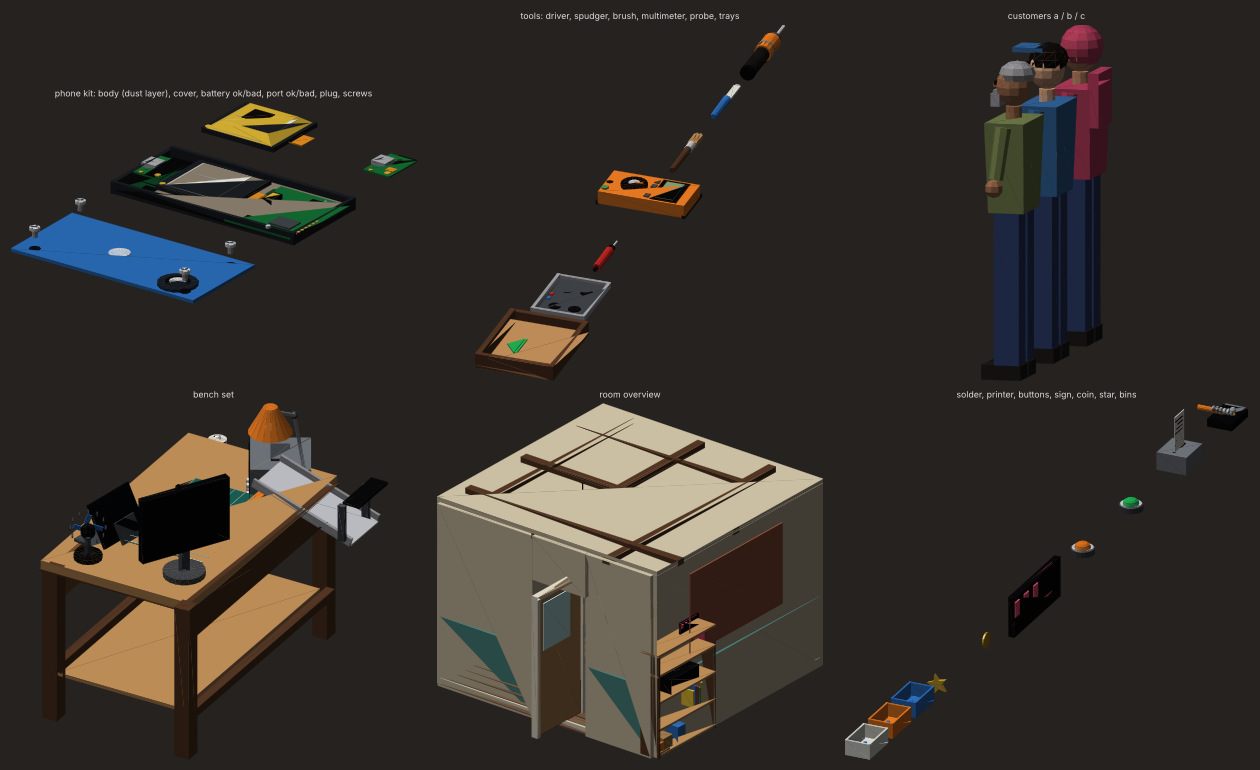 tools: driver, spudger, brush, multimeter, probe, trays
customers a / b / c
phone kit: body (dust layer), cover, battery ok/bad, port ok/bad, plug, screws
bench set
room overview
solder, printer, buttons, sign, coin, star, bins